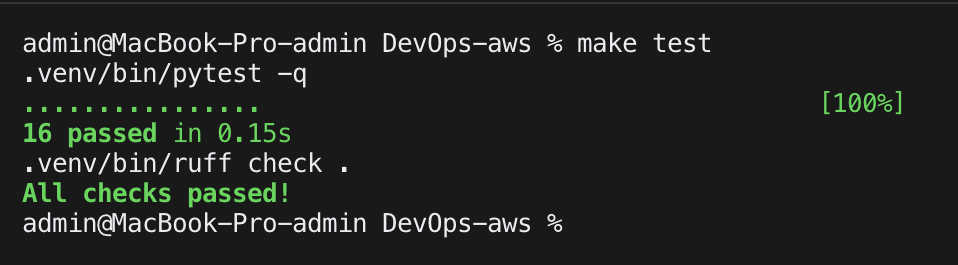 admin@MacBook-Pro-admin DevOps-aws % make test
.venv/bin/pytest -q
................ [100%]
16 passed in 0.15s
.venv/bin/ruff check .
All checks passed!
admin@MacBook-Pro-admin DevOps-aws %